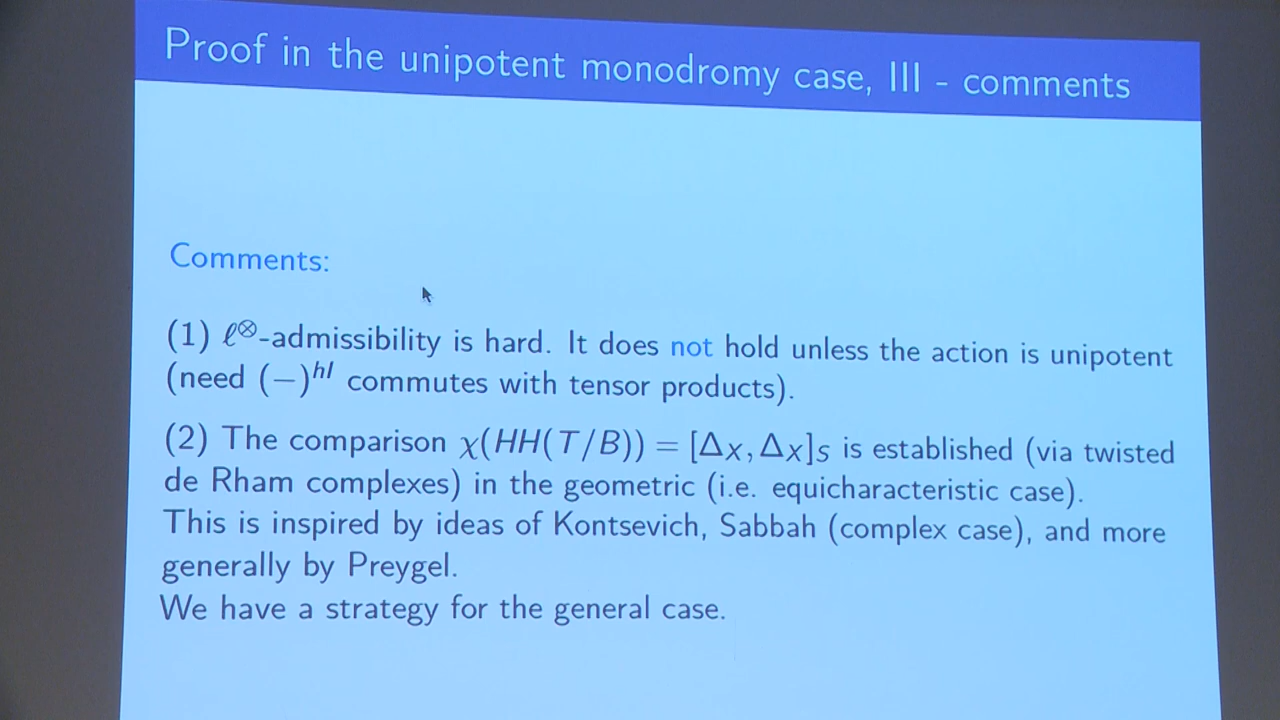 Proof in the unipotent monodromy case, III - comments
Comments:
(1) ℓ⊗-admissibility is hard. It does not hold unless the action is unipotent
(need (−)^{hI} commutes with tensor products).
(2) The comparison χ(HH(T/B)) = [Δ_X, Δ_X]_S is established (via twisted
de Rham complexes) in the geometric (i.e. equicharacteristic case).
This is inspired by ideas of Kontsevich, Sabbah (complex case), and more
generally by Preygel.
We have a strategy for the general case.